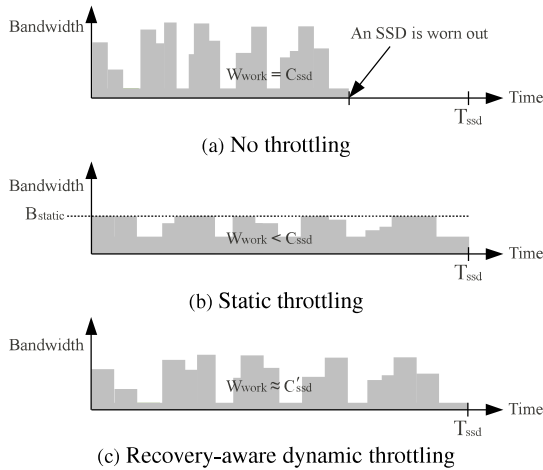 Bandwidth
An SSD is worn out
Wwork = Cssd
Time
Tssd
(a) No throttling
Bandwidth
Bstatic
Wwork < Cssd
Time
Tssd
(b) Static throttling
Bandwidth
Wwork ≈ C'ssd
Time
Tssd
(c) Recovery-aware dynamic throttling